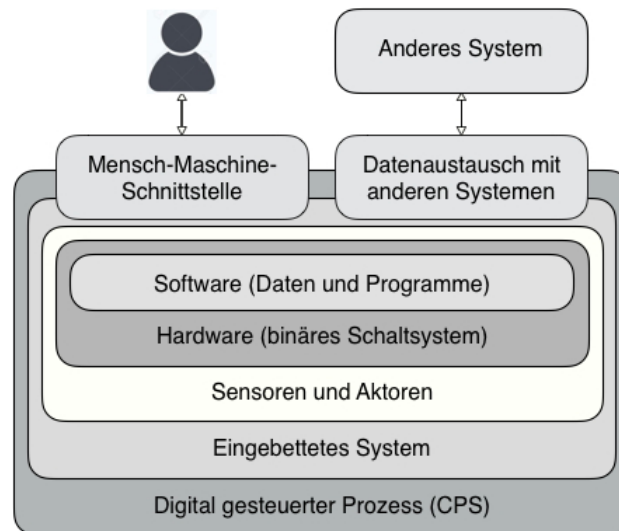 Anderes System
Mensch-Maschine-
Schnittstelle
Datenaustausch mit
anderen Systemen
Software (Daten und Programme)
Hardware (binäres Schaltsystem)
Sensoren und Aktoren
Eingebettetes System
Digital gesteuerter Prozess (CPS)